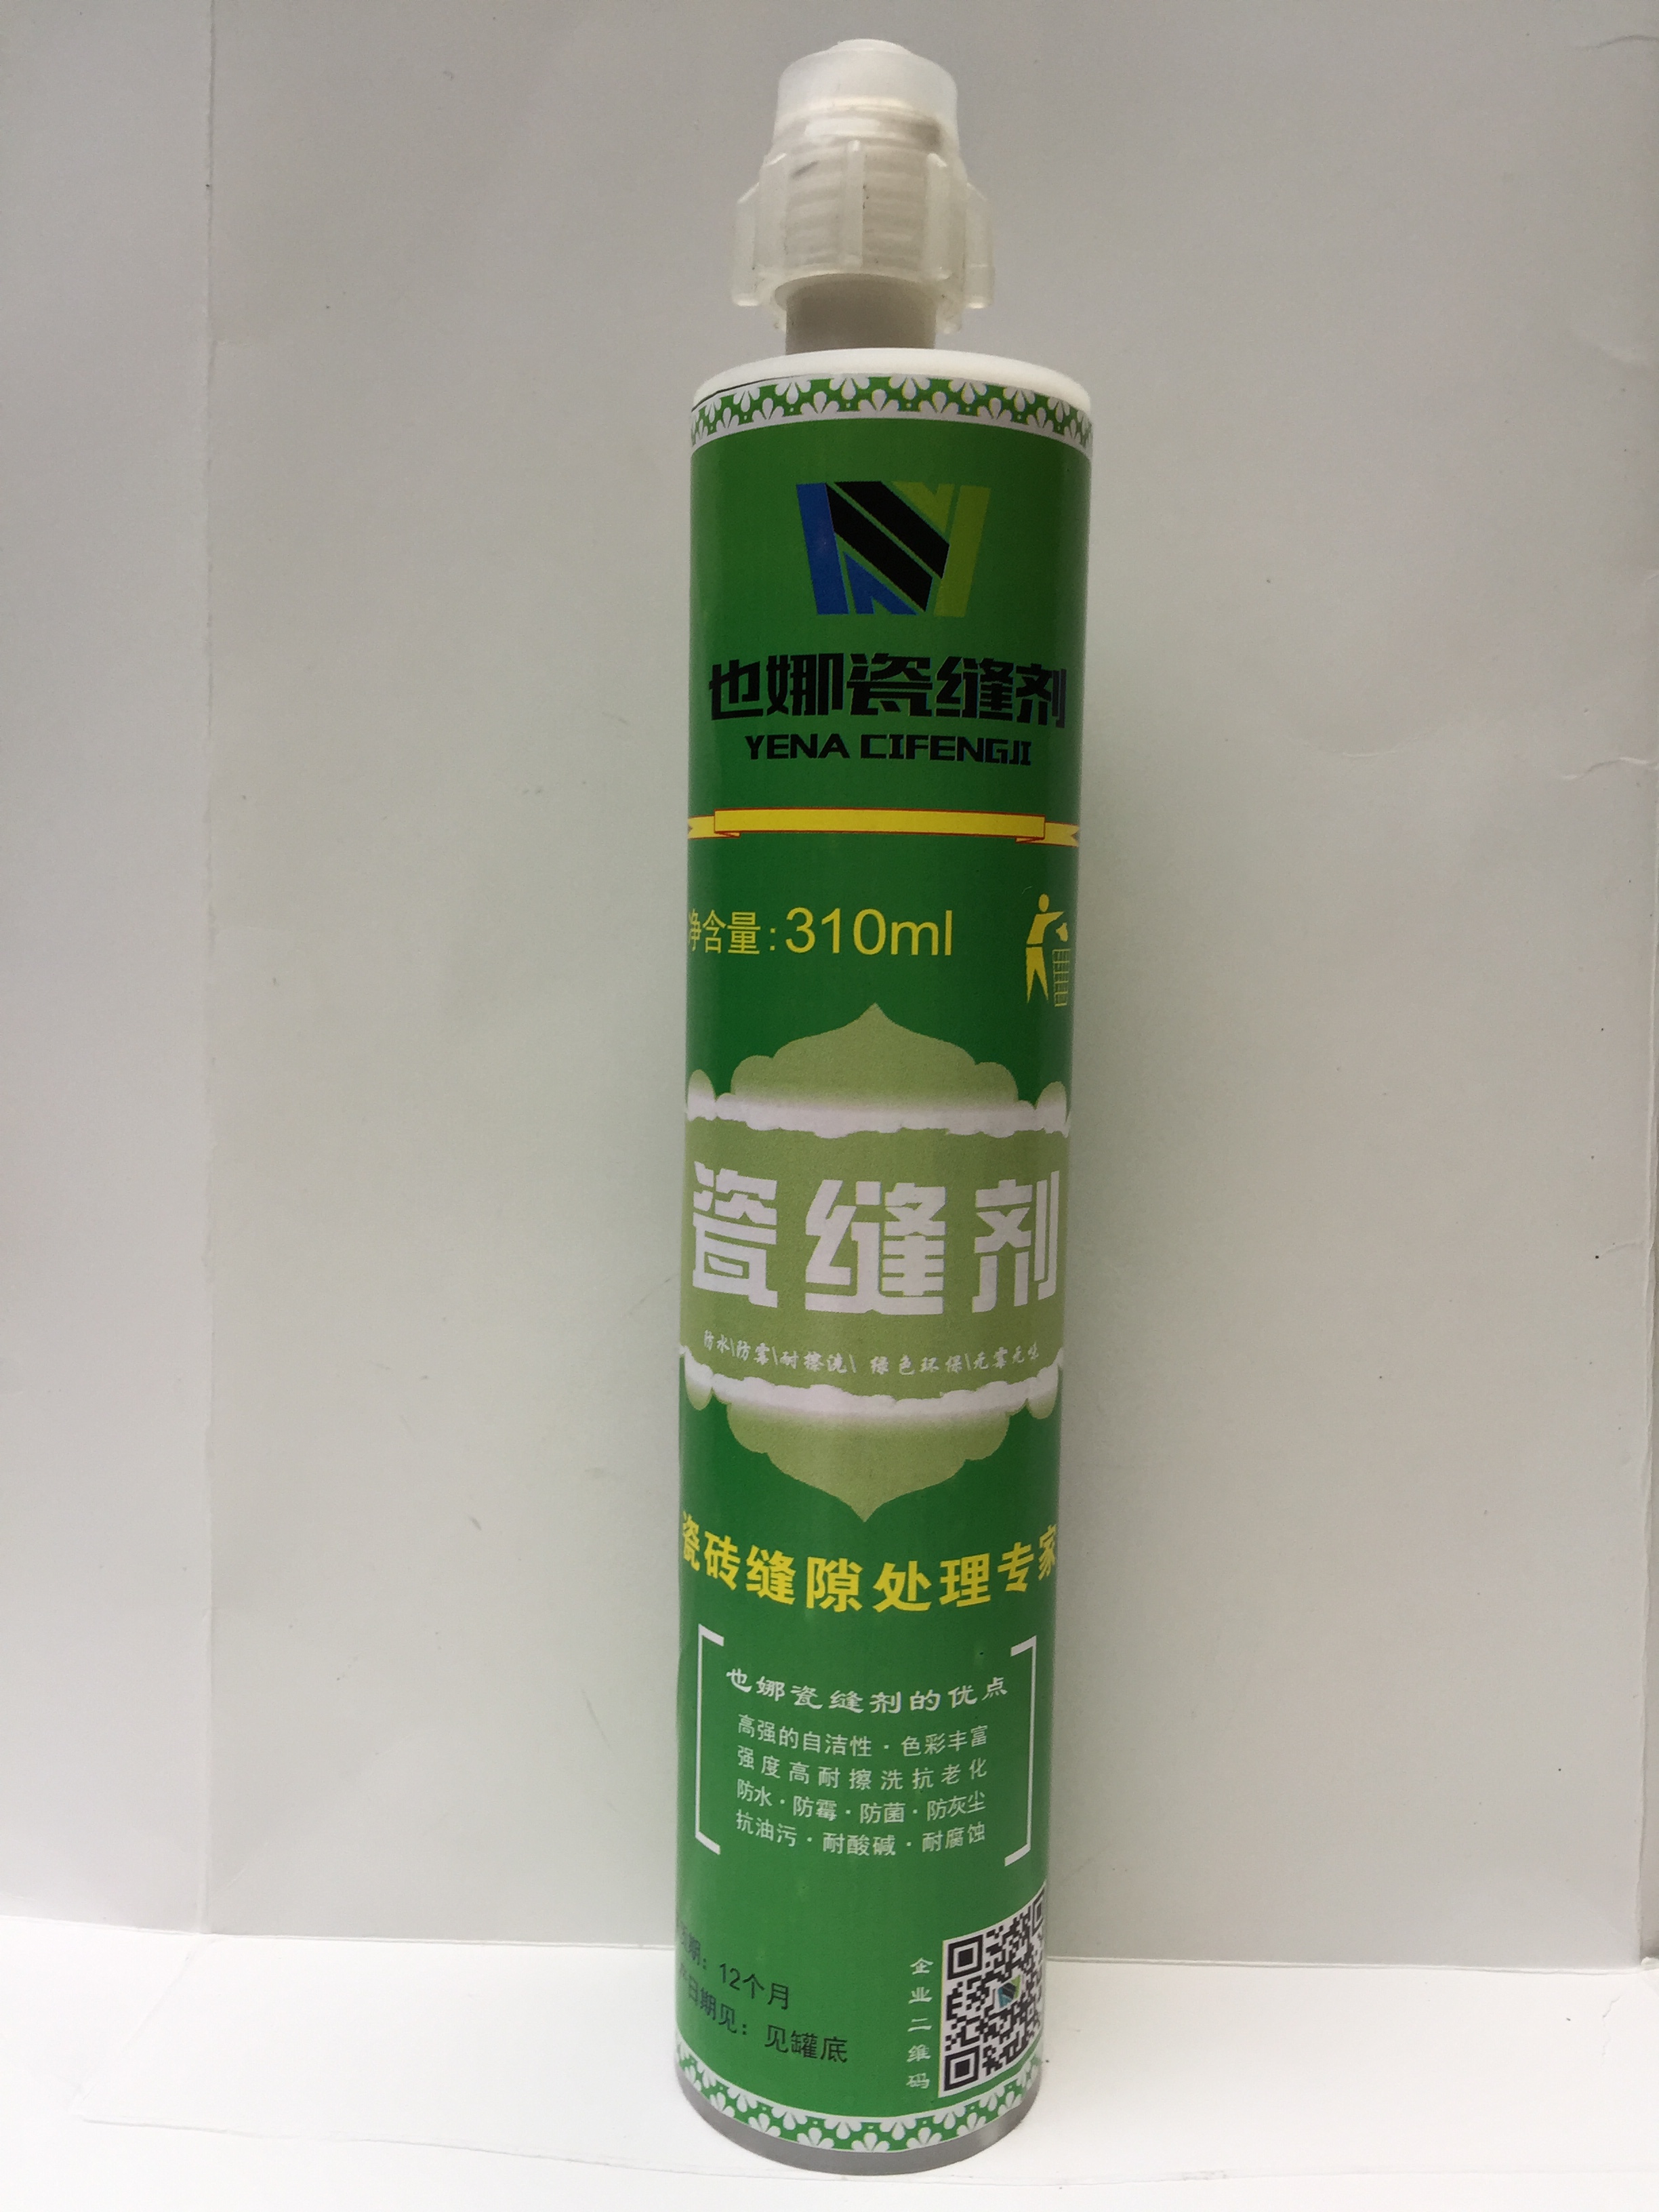 也娜瓷缝剂
YENA CIFENGJI
净含量:310ml
瓷缝剂
防水\防霉\耐擦洗\ 绿色环保\无毒无味
瓷砖缝隙处理专家
也娜瓷缝剂的优点
高强的自洁性·色彩丰富
强度高耐擦洗抗老化
防水·防霉·防菌·防灰尘
抗油污·耐酸碱·耐腐蚀
期: 12个月
日期见: 见罐底
企业二维码